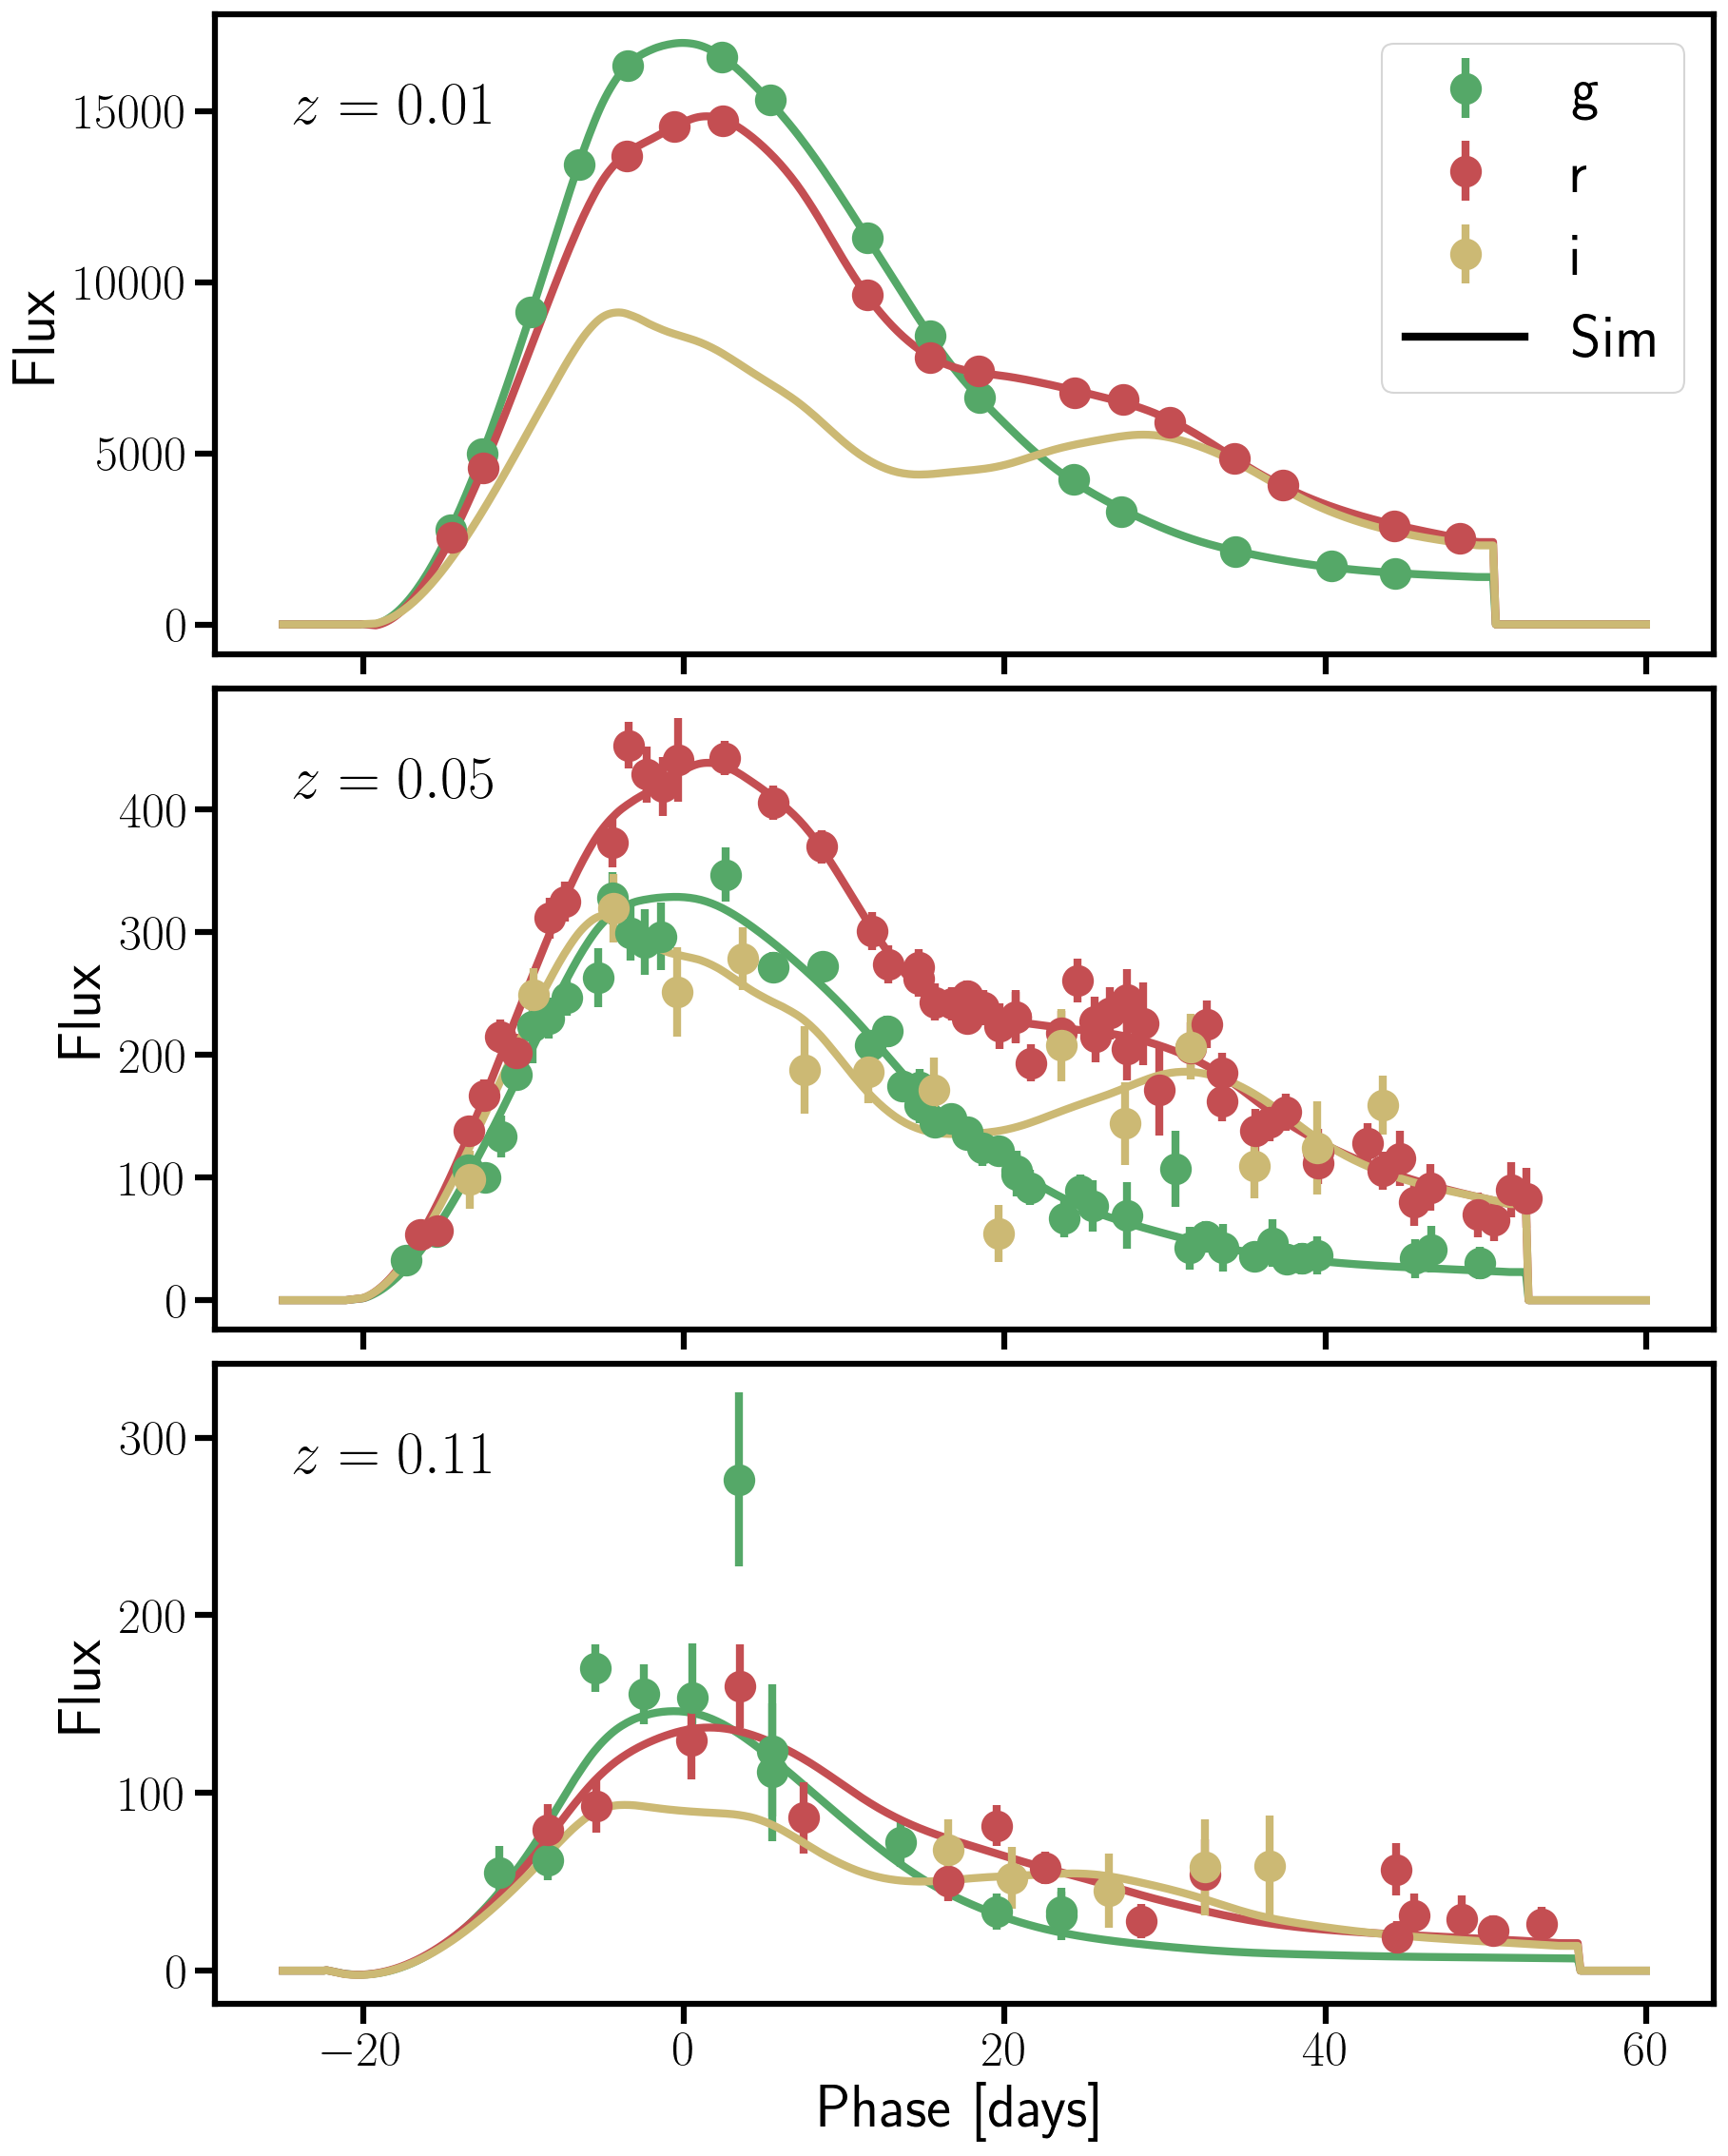 z = 0.01
g
r
i
Sim
15000
10000
5000
0
Flux
z = 0.05
400
300
200
100
0
Flux
z = 0.11
300
200
100
0
Flux
−20 0 20 40 60
Phase [days]